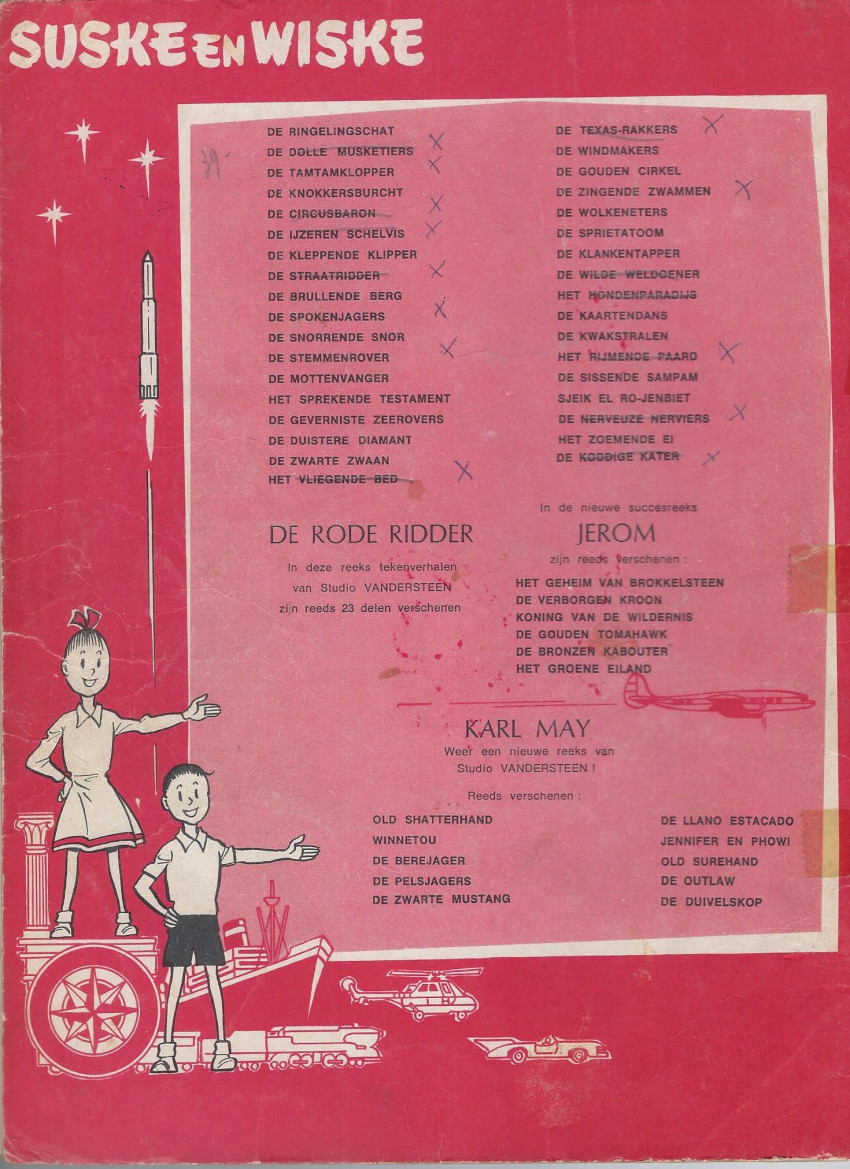 SUSKE EN WISKE
39-
DE RINGELINGSCHAT
DE DOLLE MUSKETIERS X
DE TAMTAMKLOPPER X
DE KNOKKERSBURCHT
DE CIRCUSBARON X
DE IJZEREN SCHELVIS X
DE KLEPPENDE KLIPPER
DE STRAATRIDDER X
DE BRULLENDE BERG
DE SPOKENJAGERS X
DE SNORRENDE SNOR
DE STEMMENROVER X
DE MOTTENVANGER
HET SPREKENDE TESTAMENT
DE GEVERNISTE ZEEROVERS
DE DUISTERE DIAMANT
DE ZWARTE ZWAAN
HET VLIEGENDE BED X
DE TEXAS-RAKKERS X
DE WINDMAKERS
DE GOUDEN CIRKEL
DE ZINGENDE ZWAMMEN X
DE WOLKENETERS
DE SPRIETATOOM
DE KLANKENTAPPER
DE WILDE WELDOENER
HET HONDENPARADIJS
DE KAARTENDANS
DE KWAKSTRALEN
HET RIJMENDE PAARD X
DE SISSENDE SAMPAM
SJEIK EL RO-JENBIET
DE NERVEUZE NERVIERS X
HET ZOEMENDE EI
DE KODDIGE KATER X
DE RODE RIDDER
In deze reeks tekenverhalen
van Studio VANDERSTEEN
zijn reeds 23 delen verschenen
In de nieuwe succesreeks
JEROM
zijn reeds verschenen :
HET GEHEIM VAN BROKKELSTEEN
DE VERBORGEN KROON
KONING VAN DE WILDERNIS
DE GOUDEN TOMAHAWK
DE BRONZEN KABOUTER
HET GROENE EILAND
KARL MAY
Weer een nieuwe reeks van
Studio VANDERSTEEN !
Reeds verschenen :
OLD SHATTERHAND
WINNETOU
DE BEREJAGER
DE PELSJAGERS
DE ZWARTE MUSTANG
DE LLANO ESTACADO
JENNIFER EN PHOWI
OLD SUREHAND
DE OUTLAW
DE DUIVELSKOP